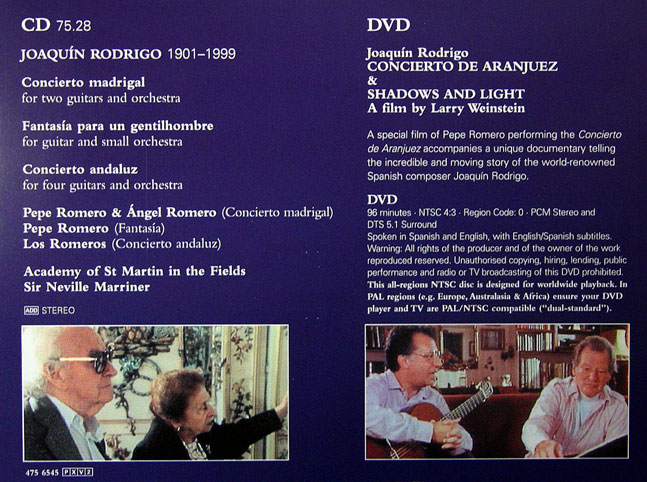 CD 75.28
JOAQUÍN RODRIGO 1901–1999
Concierto madrigal
for two guitars and orchestra
Fantasía para un gentilhombre
for guitar and small orchestra
Concierto andaluz
for four guitars and orchestra
Pepe Romero & Ángel Romero (Concierto madrigal)
Pepe Romero (Fantasía)
Los Romeros (Concierto andaluz)
Academy of St Martin in the Fields
Sir Neville Marriner
ADD STEREO
475 6545 PXV2
DVD
Joaquín Rodrigo
CONCIERTO DE ARANJUEZ
&
SHADOWS AND LIGHT
A film by Larry Weinstein
A special film of Pepe Romero performing the Concierto
de Aranjuez accompanies a unique documentary telling
the incredible and moving story of the world-renowned
Spanish composer Joaquín Rodrigo.
DVD
96 minutes · NTSC 4:3 · Region Code: 0 · PCM Stereo and
DTS 5.1 Surround
Spoken in Spanish and English, with English/Spanish subtitles.
Warning: All rights of the producer and of the owner of the work
reproduced reserved. Unauthorised copying, hiring, lending, public
performance and radio or TV broadcasting of this DVD prohibited.
This all-regions NTSC disc is designed for worldwide playback. In
PAL regions (e.g. Europe, Australasia & Africa) ensure your DVD
player and TV are PAL/NTSC compatible (“dual-standard”).